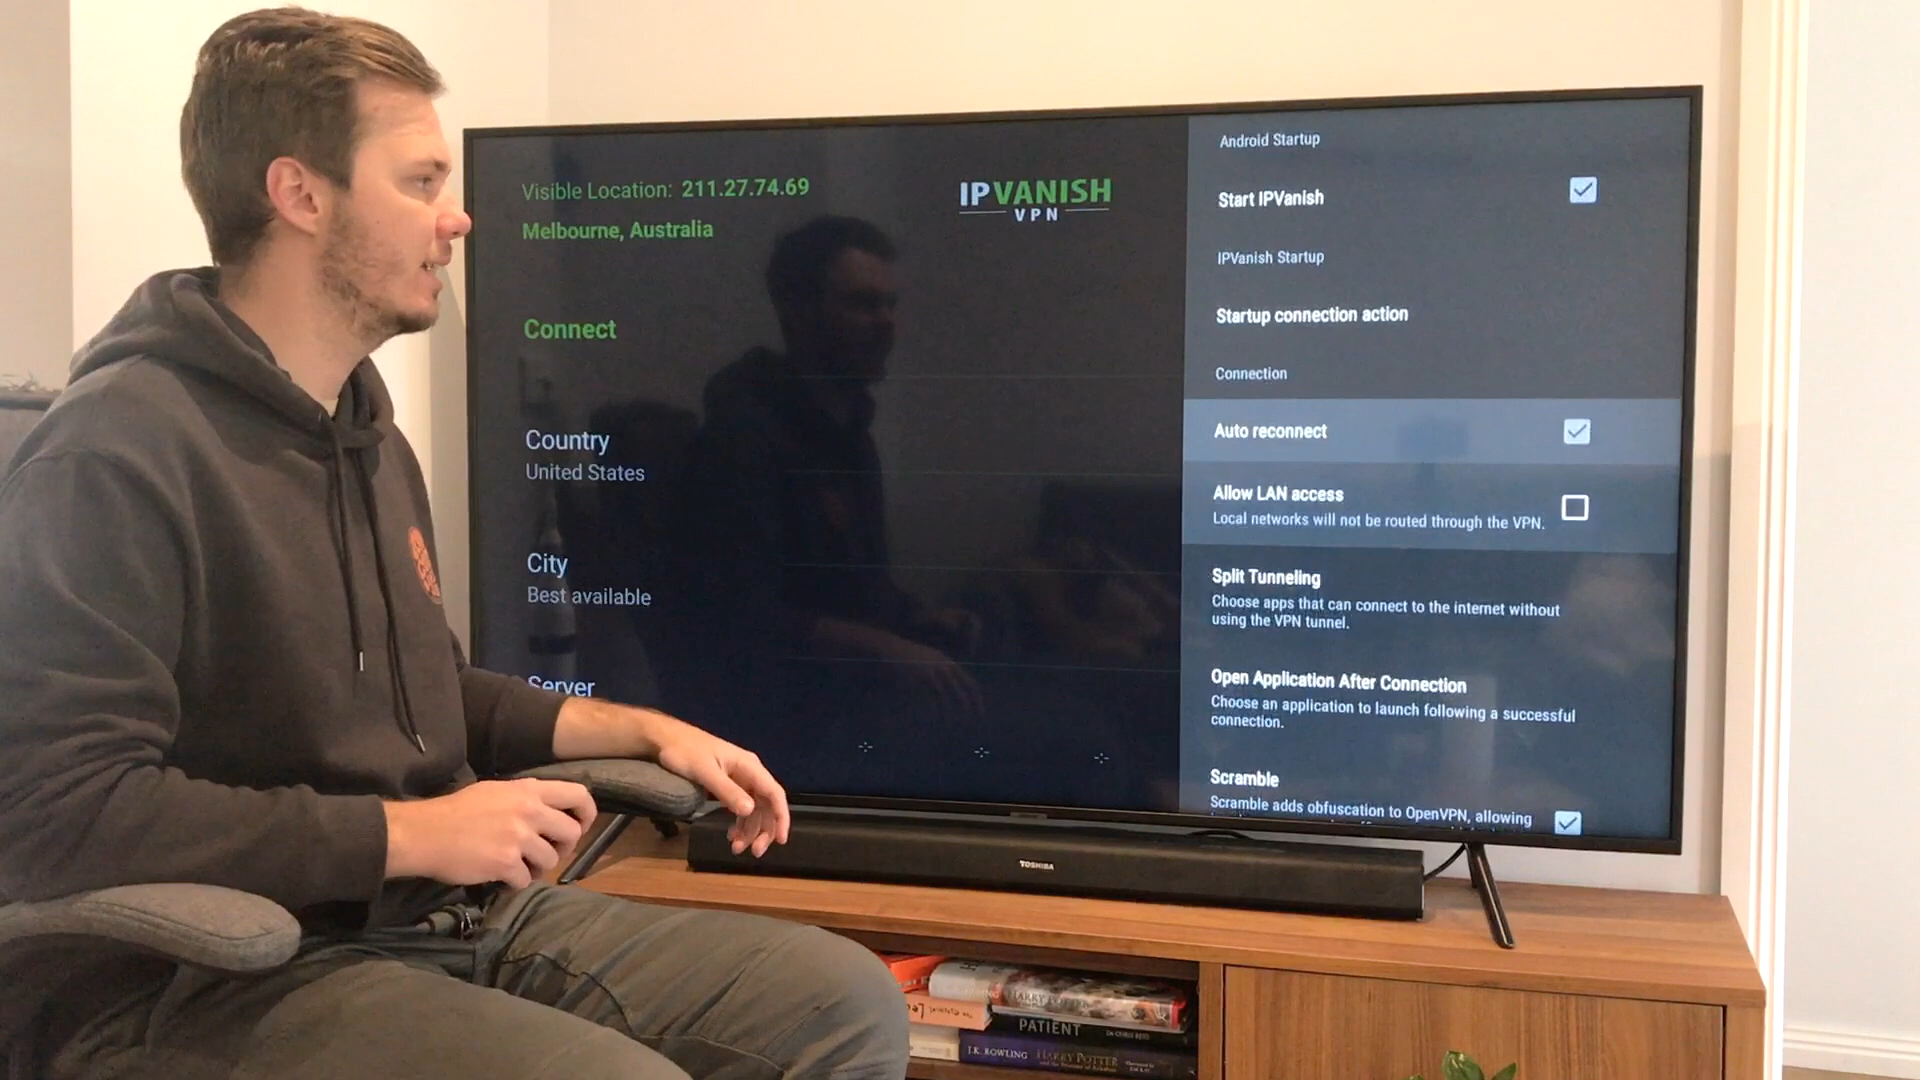 Visible Location: 211.27.74.69
Melbourne, Australia
IPVANISH
VPN
Connect
Country
United States
City
Best available
Server
Android Startup
Start IPVanish
IPVanish Startup
Startup connection action
Connection
Auto reconnect
Allow LAN access
Local networks will not be routed through the VPN.
Split Tunneling
Choose apps that can connect to the internet without
using the VPN tunnel.
Open Application After Connection
Choose an application to launch following a successful
connection.
Scramble
Scramble adds obfuscation to OpenVPN, allowing
TOSHIBA
HARRY POTTER
PATIENT
J.K. ROWLING HARRY POTTER